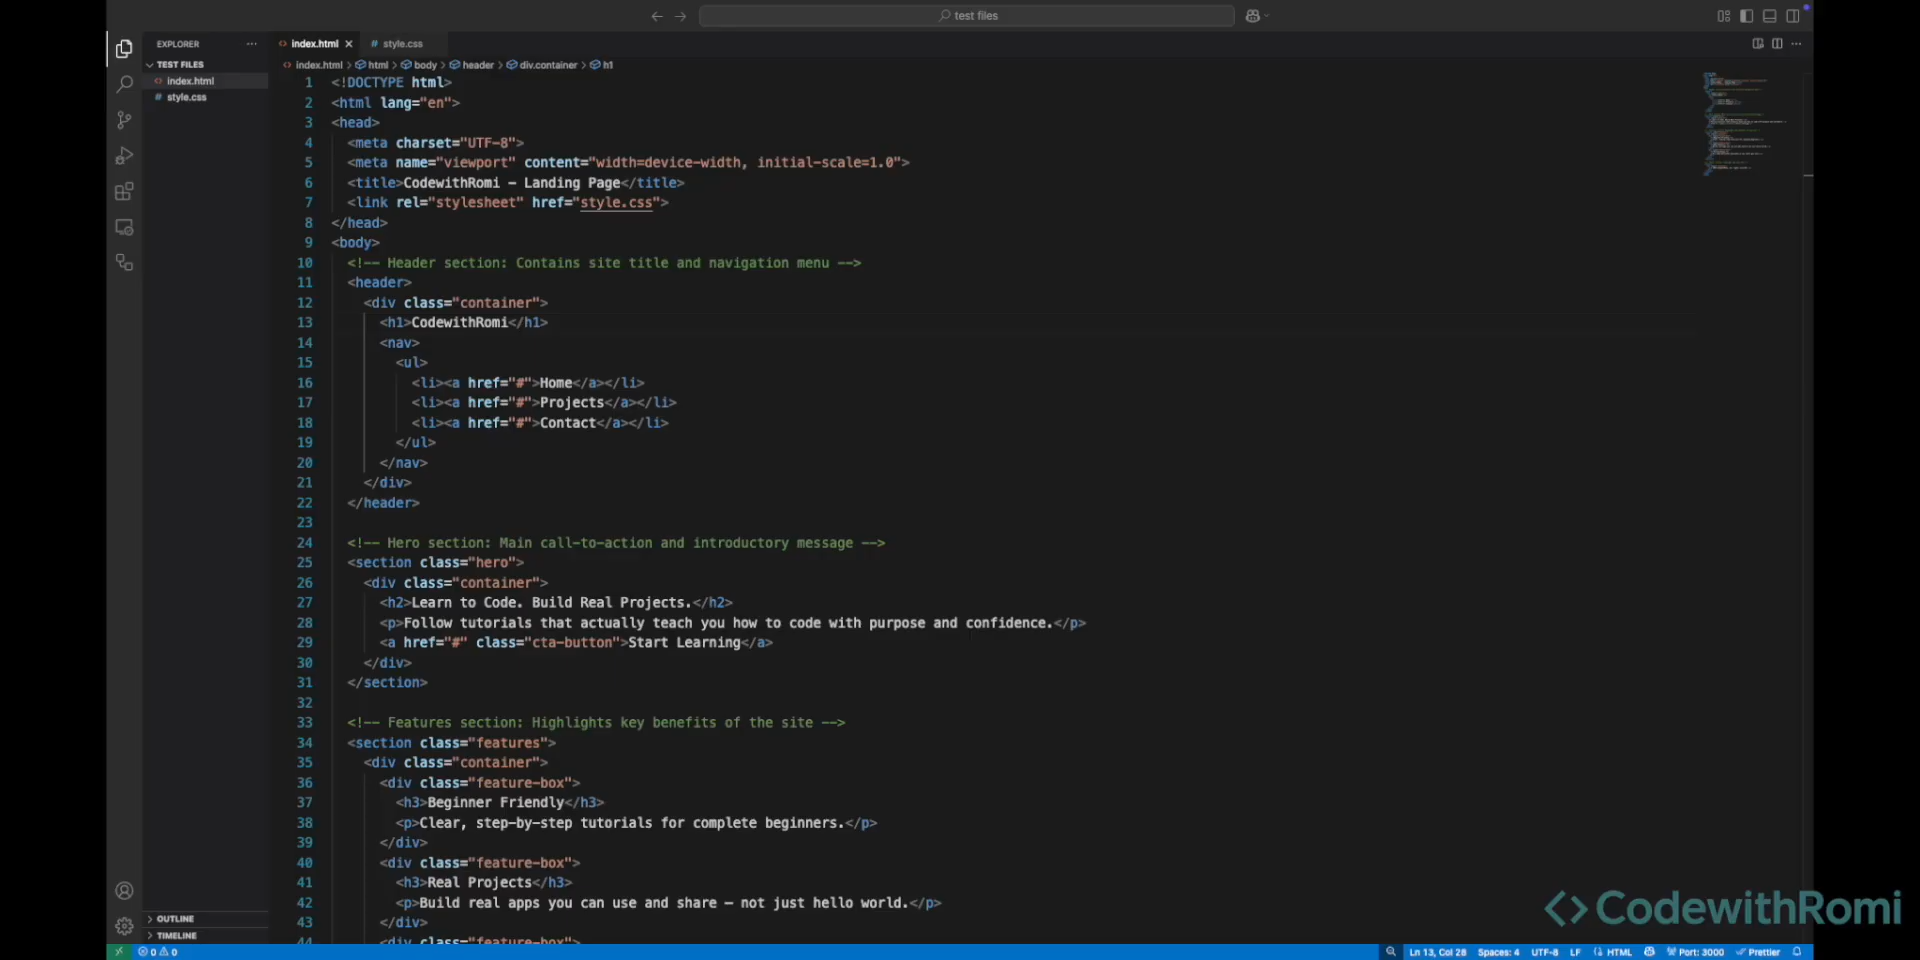 test files
EXPLORER
TEST FILES
index.html
style.css
OUTLINE
TIMELINE
index.html
style.css
index.html > html > body > header > div.container > h1
1 <!DOCTYPE html>
2 <html lang="en">
3 <head>
4 <meta charset="UTF-8">
5 <meta name="viewport" content="width=device-width, initial-scale=1.0">
6 <title>CodewithRomi – Landing Page</title>
7 <link rel="stylesheet" href="style.css">
8 </head>
9 <body>
10 <!-- Header section: Contains site title and navigation menu -->
11 <header>
12 <div class="container">
13 <h1>CodewithRomi</h1>
14 <nav>
15 <ul>
16 <li><a href="#">Home</a></li>
17 <li><a href="#">Projects</a></li>
18 <li><a href="#">Contact</a></li>
19 </ul>
20 </nav>
21 </div>
22 </header>
23
24 <!-- Hero section: Main call-to-action and introductory message -->
25 <section class="hero">
26 <div class="container">
27 <h2>Learn to Code. Build Real Projects.</h2>
28 <p>Follow tutorials that actually teach you how to code with purpose and confidence.</p>
29 <a href="#" class="cta-button">Start Learning</a>
30 </div>
31 </section>
32
33 <!-- Features section: Highlights key benefits of the site -->
34 <section class="features">
35 <div class="container">
36 <div class="feature-box">
37 <h3>Beginner Friendly</h3>
38 <p>Clear, step-by-step tutorials for complete beginners.</p>
39 </div>
40 <div class="feature-box">
41 <h3>Real Projects</h3>
42 <p>Build real apps you can use and share – not just hello world.</p>
43 </div>
44 <div class="feature-box">
<> CodewithRomi
0 0
Ln 13, Col 28 Spaces: 4 UTF-8 LF {} HTML Port: 3000 Prettier